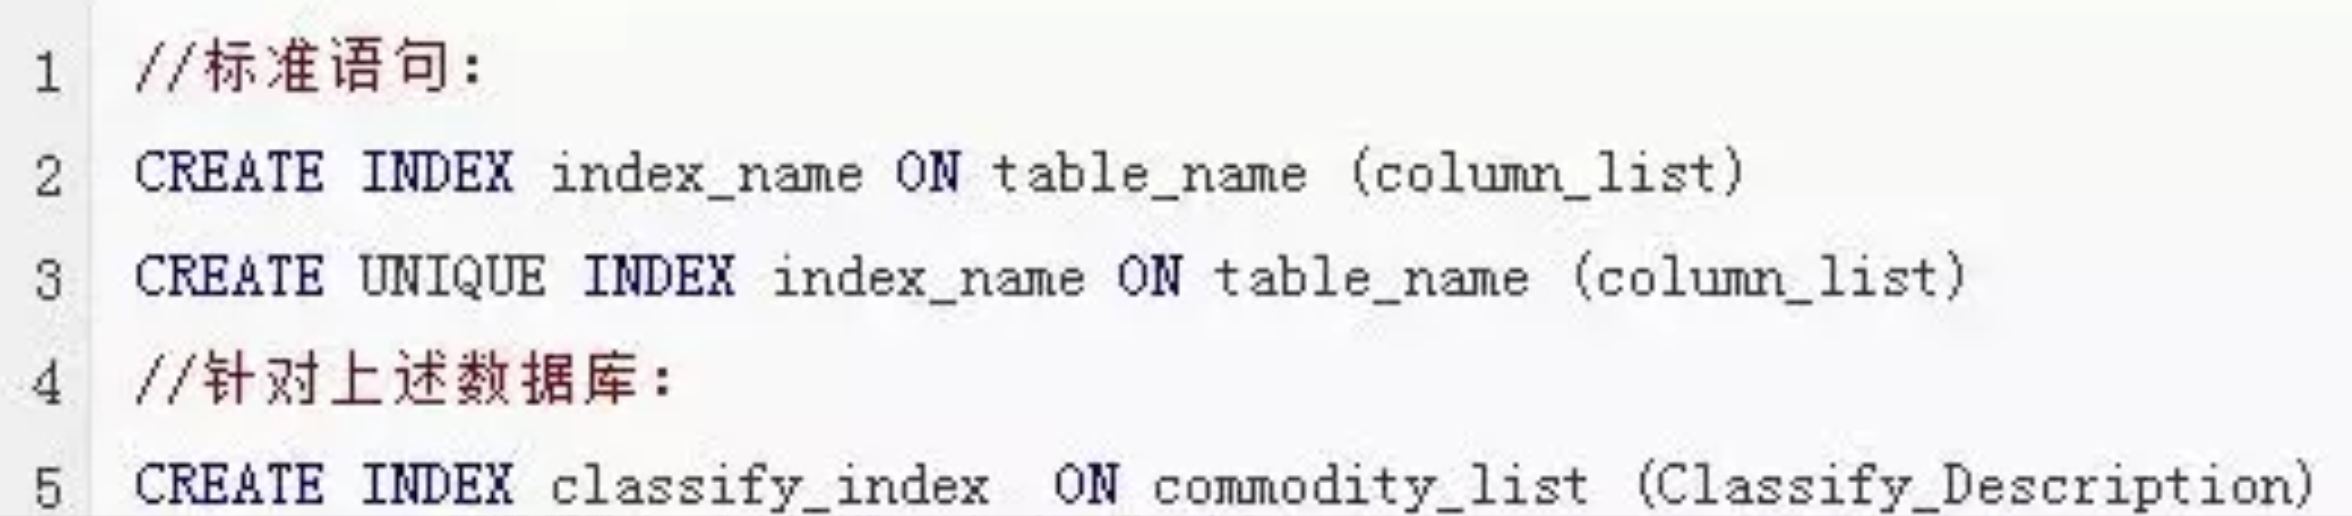 1 //标准语句：
2 CREATE INDEX index_name ON table_name (column_list)
3 CREATE UNIQUE INDEX index_name ON table_name (column_list)
4 //针对上述数据库：
5 CREATE INDEX classify_index  ON commodity_list (Classify_Description)